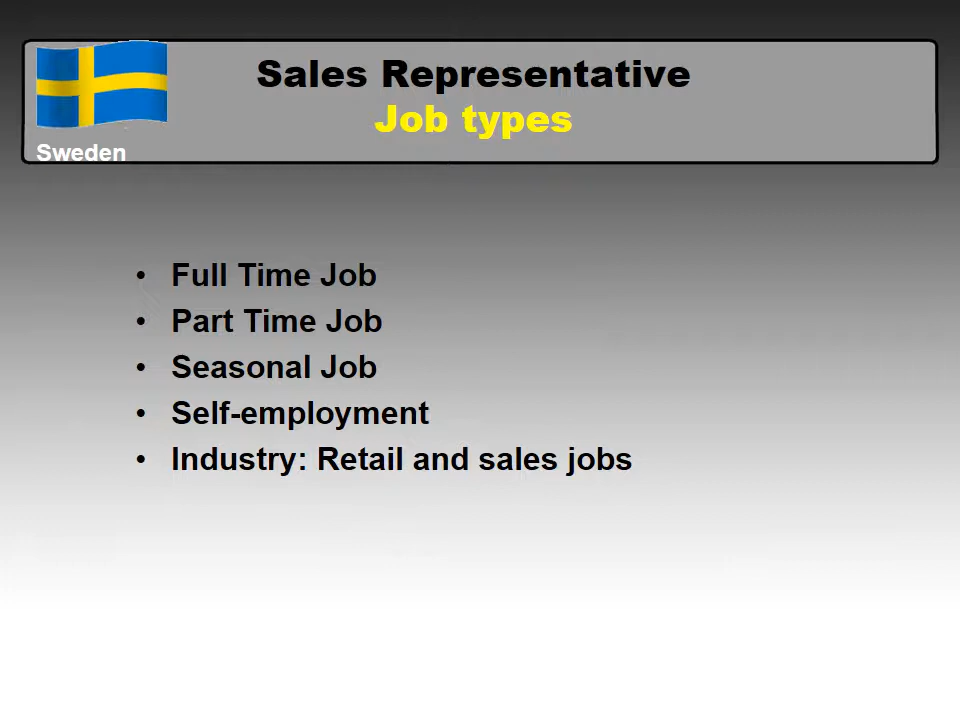 Sales Representative
Job types
Sweden
• Full Time Job
• Part Time Job
• Seasonal Job
• Self-employment
• Industry: Retail and sales jobs